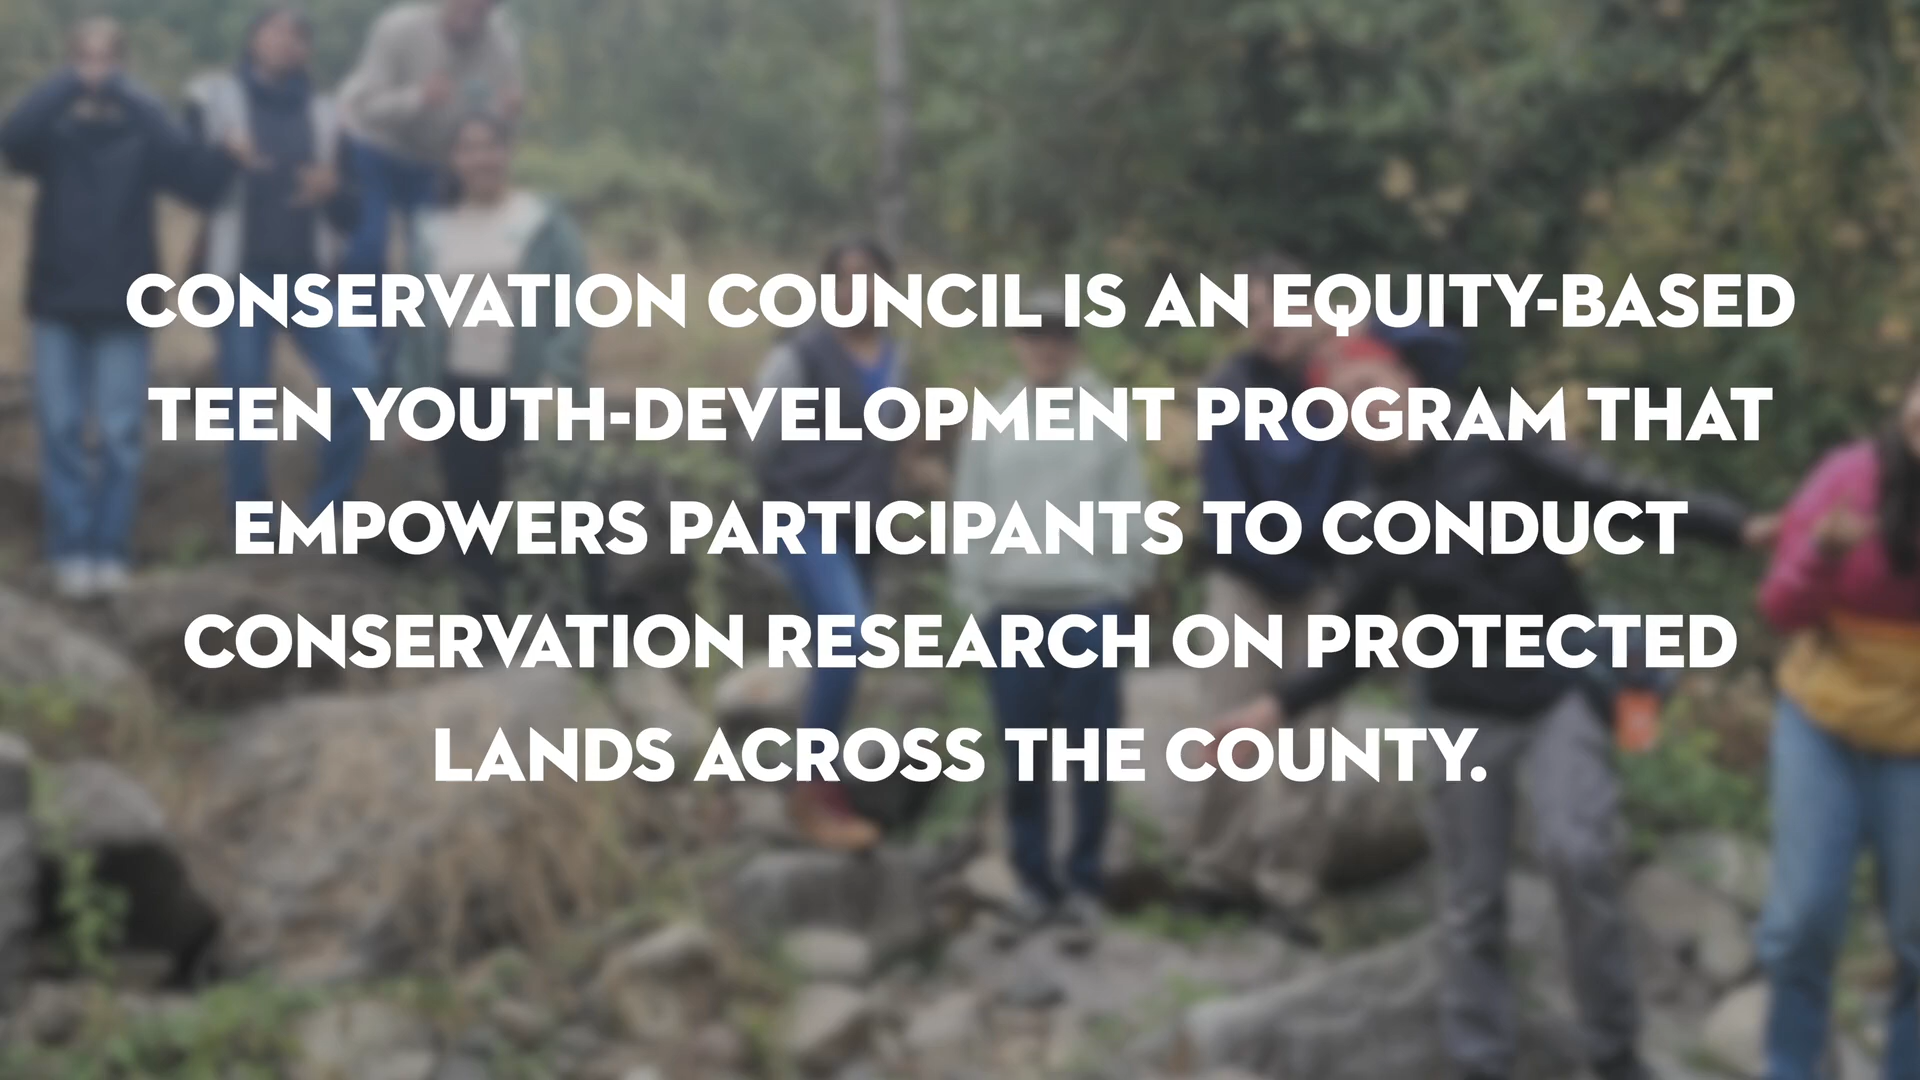 CONSERVATION COUNCIL IS AN EQUITY-BASED
TEEN YOUTH-DEVELOPMENT PROGRAM THAT
EMPOWERS PARTICIPANTS TO CONDUCT
CONSERVATION RESEARCH ON PROTECTED
LANDS ACROSS THE COUNTY.